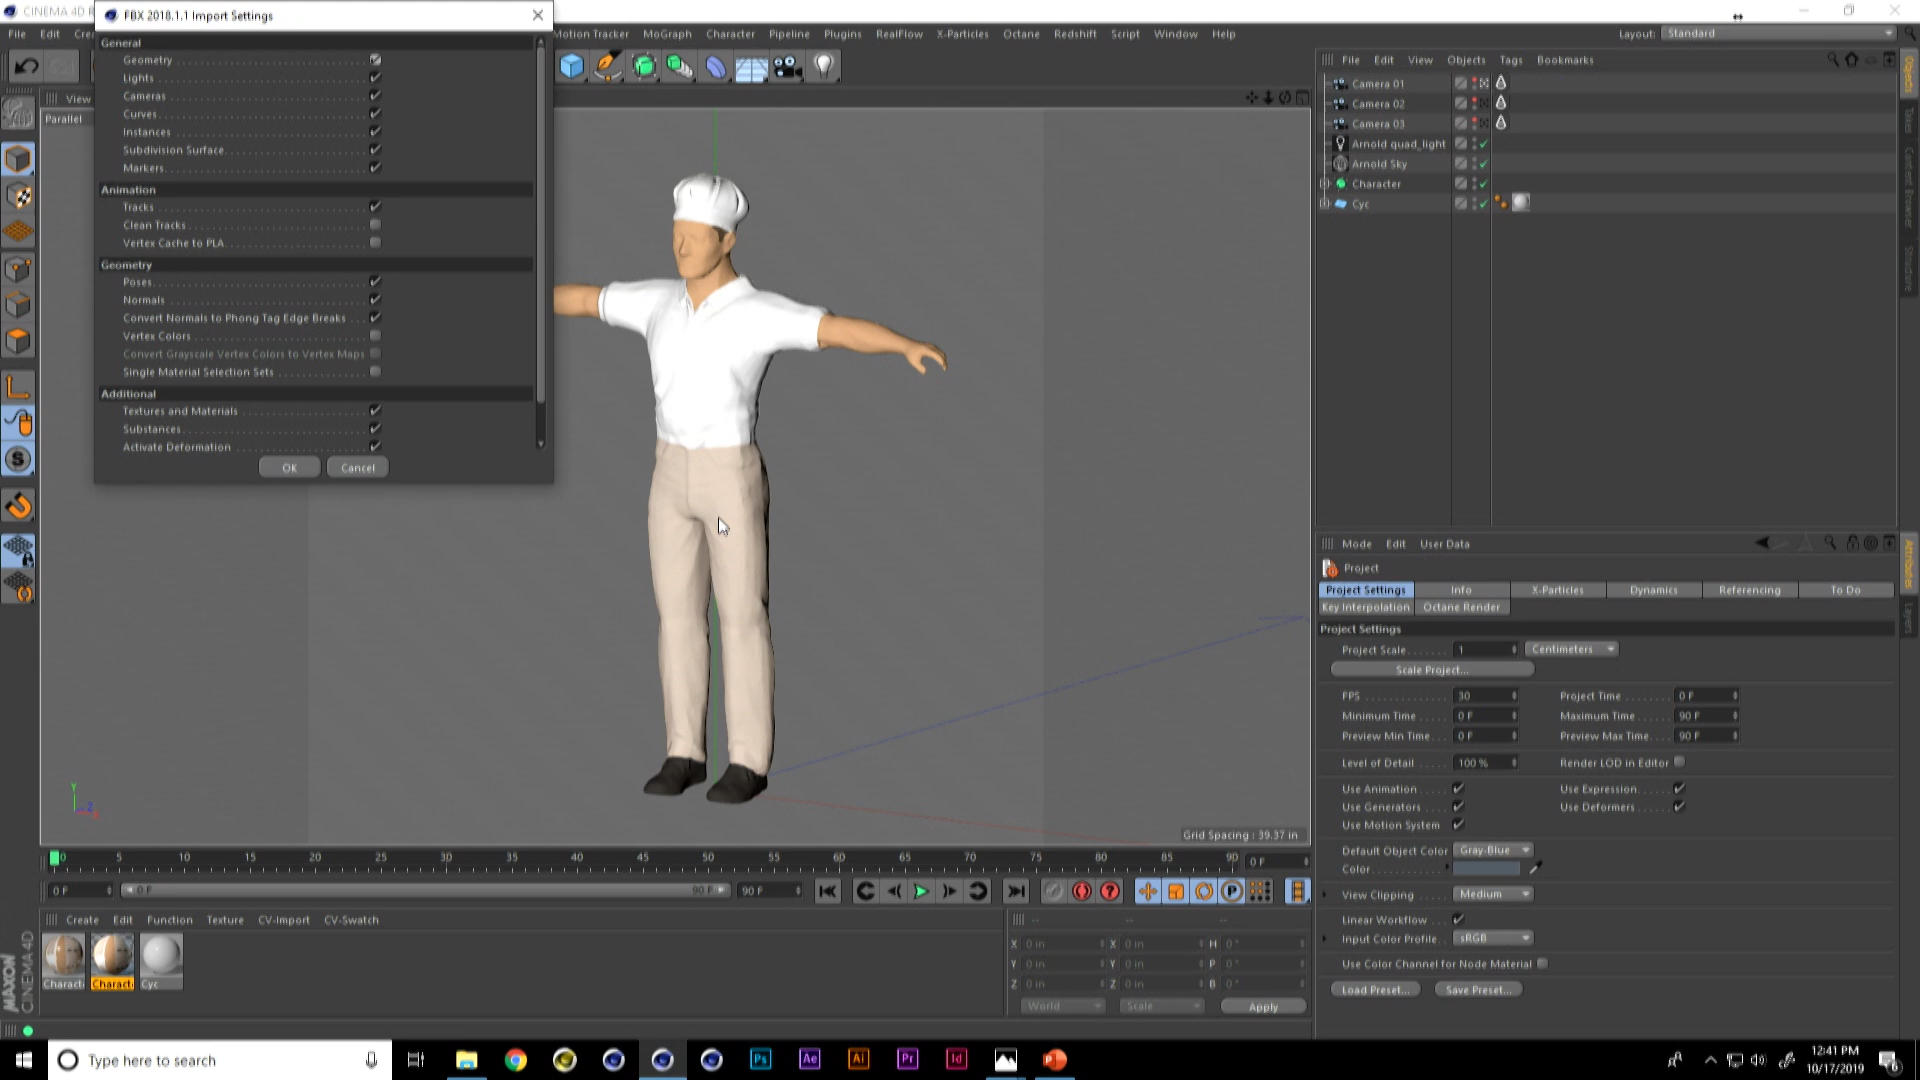 CINEMA 4D R
FBX 2018.1.1 Import Settings
File Edit Cre
Motion Tracker MoGraph Character Pipeline Plugins RealFlow X-Particles Octane Redshift Script Window Help
Layout: Standard
General
Geometry
Lights
Cameras
Curves
Instances
Subdivision Surface
Markers
Animation
Tracks
Clean Tracks
Vertex Cache to PLA
Geometry
Poses
Normals
Convert Normals to Phong Tag Edge Breaks
Vertex Colors
Convert Grayscale Vertex Colors to Vertex Maps
Single Material Selection Sets
Additional
Textures and Materials
Substances
Activate Deformation
OK Cancel
View
Parallel
Y
Z
X
Grid Spacing : 39.37 in
File Edit View Objects Tags Bookmarks
Camera 01
Camera 02
Camera 03
Arnold quad_light
Arnold Sky
Character
Cyc
Objects
Takes
Content Browser
Structure
Mode Edit User Data
Project
Project Settings Info X-Particles Dynamics Referencing To Do
Key Interpolation Octane Render
Project Settings
Project Scale 1 Centimeters
Scale Project...
FPS 30 Project Time 0 F
Minimum Time 0 F Maximum Time 90 F
Preview Min Time 0 F Preview Max Time 90 F
Level of Detail 100 % Render LOD in Editor
Use Animation Use Expression
Use Generators Use Deformers
Use Motion System
Default Object Color Gray-Blue
Color
View Clipping Medium
Linear Workflow
Input Color Profile sRGB
Use Color Channel for Node Material
Load Preset... Save Preset...
Attributes
Layers
0 5 10 15 20 25 30 35 40 45 50 55 60 65 70 75 80 85 90 0 F
0 F 0 F 90 F 90 F
Create Edit Function Texture CV-Import CV-Swatch
Charact Charact Cyc
-- -- --
X 0 in X 0 in H 0 °
Y 0 in Y 0 in P 0 °
Z 0 in Z 0 in B 0 °
World Scale Apply
MAXON
CINEMA 4D
Type here to search
Ps Ae Ai Pr Id
12:41 PM
10/17/2019
6